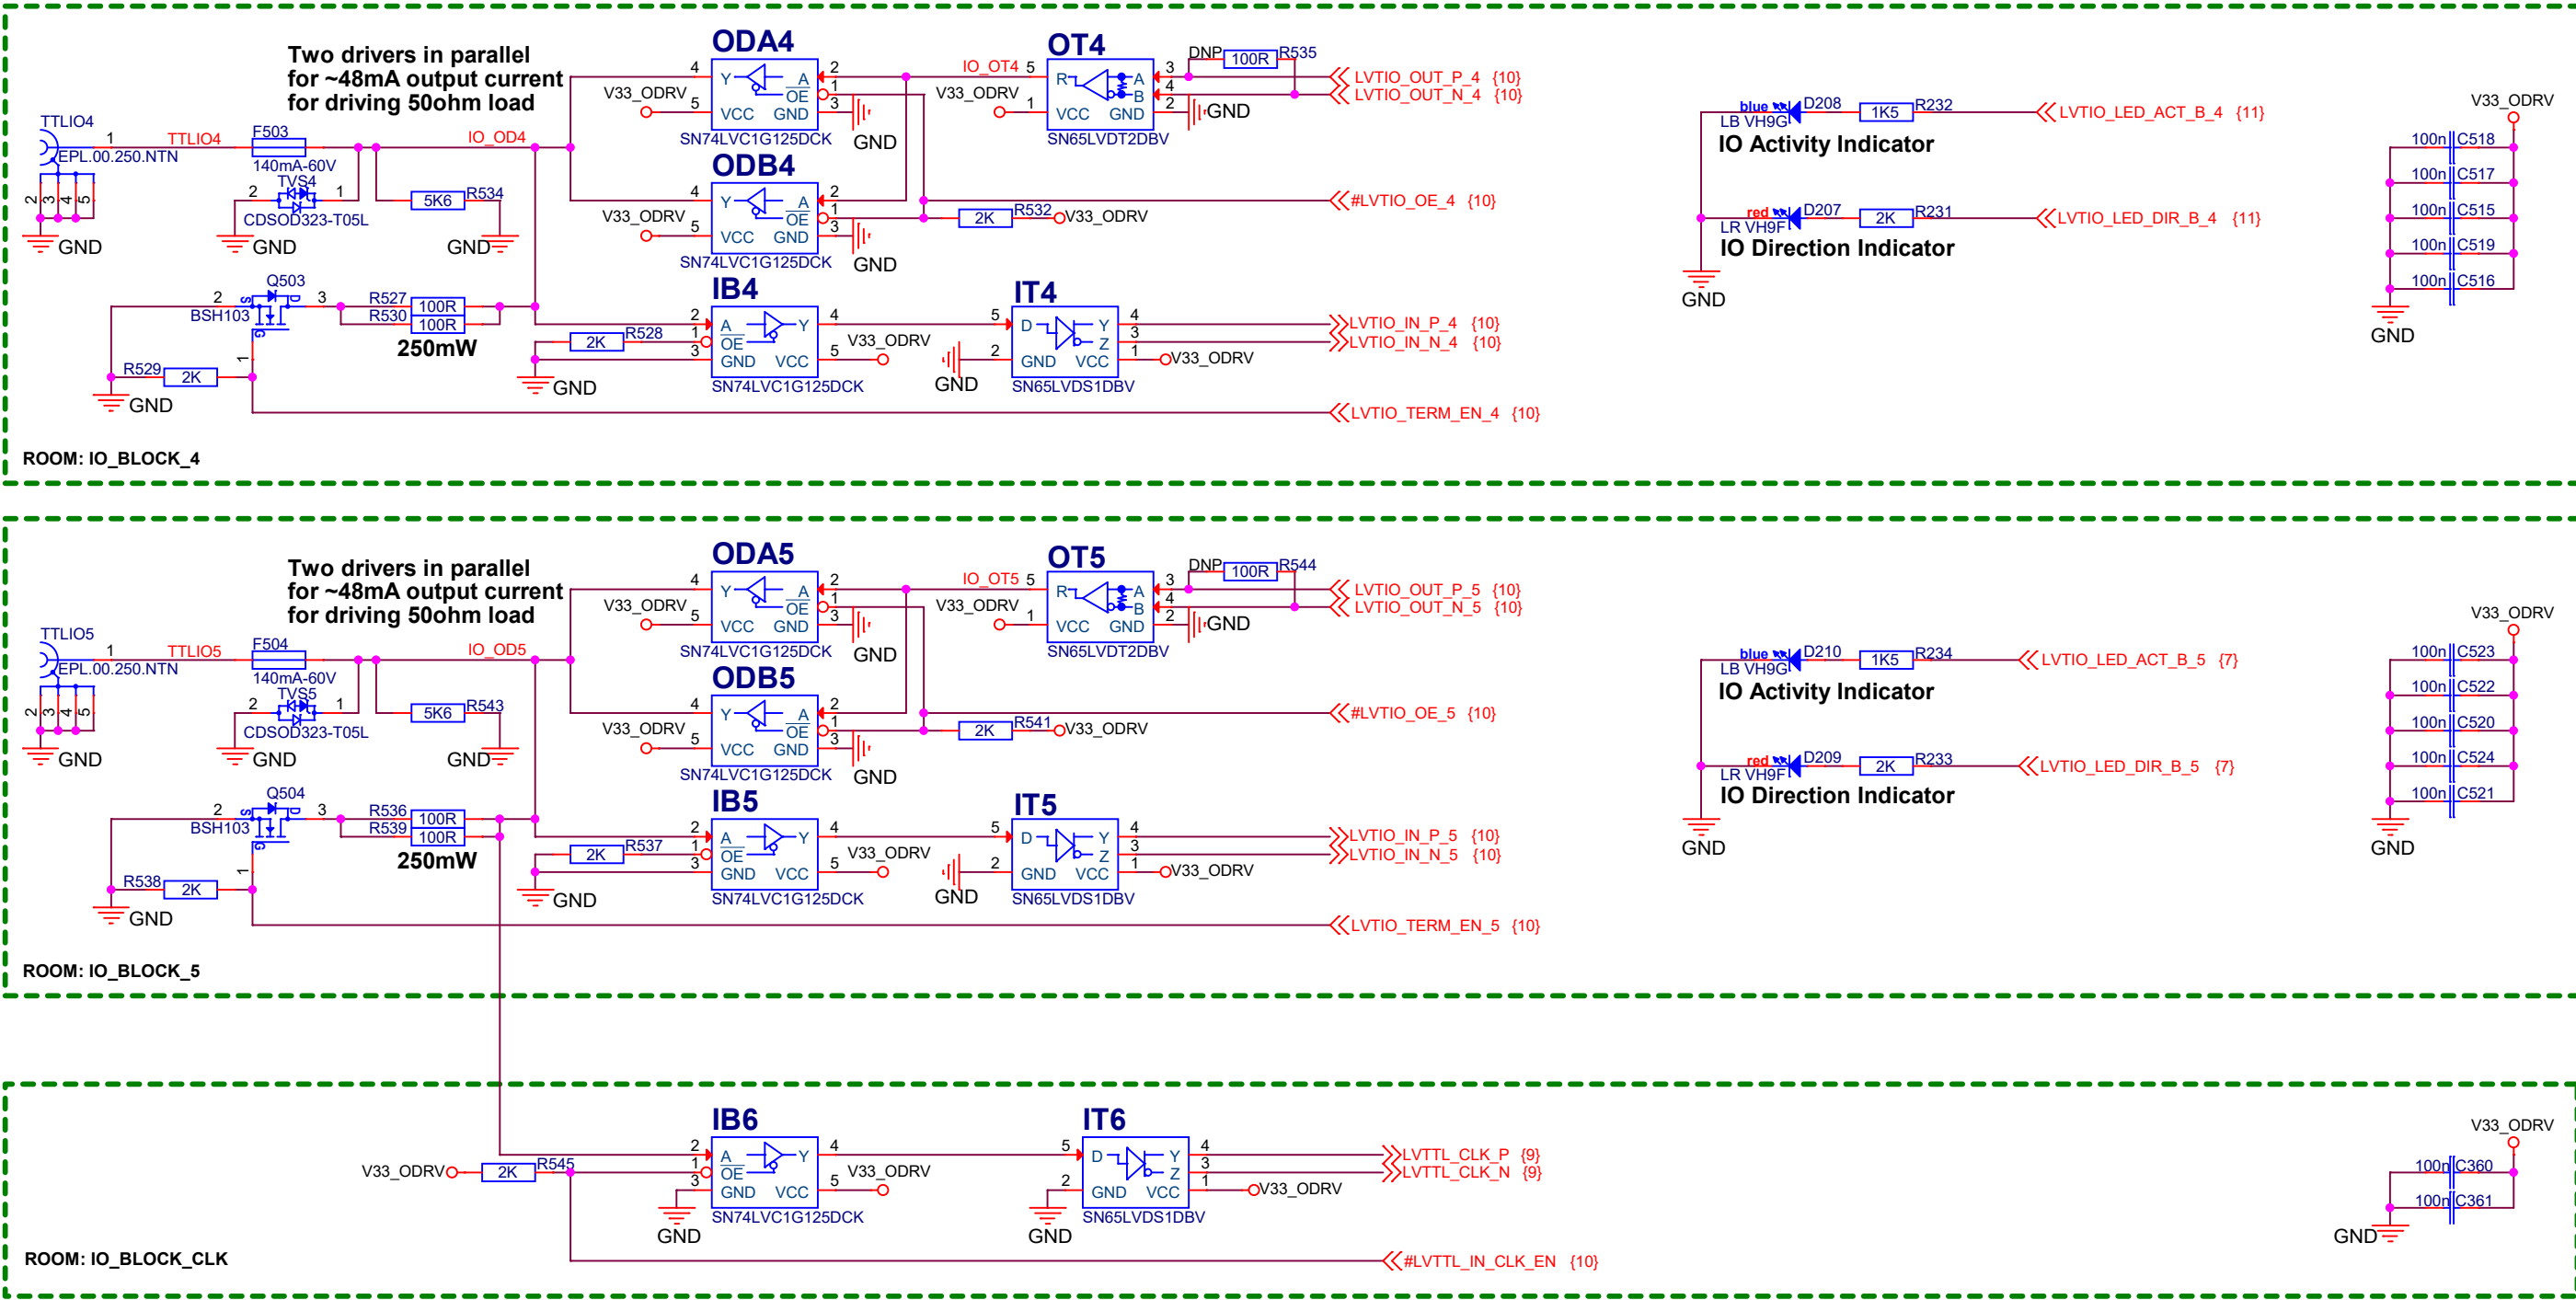 Two drivers in parallel
for ~48mA output current
for driving 50ohm load
TTLIO4
1
EPL.00.250.NTN
2 3 4 5
GND
TTLIO4
F503
140mA-60V
TVS4
2 1
CDSOD323-T05L
GND
IO_OD4
5K6 R534
GND
ODA4
4 Y A 2
OE 1
V33_ODRV 5 VCC GND 3
GND
SN74LVC1G125DCK
IO_OT4
OT4
5 R A 3
B 4
V33_ODRV 1 VCC GND 2
GND
SN65LVDT2DBV
DNP 100R R535
LVTIO_OUT_P_4 {10}
LVTIO_OUT_N_4 {10}
ODB4
4 Y A 2
OE 1
V33_ODRV 5 VCC GND 3
GND
SN74LVC1G125DCK
#LVTIO_OE_4 {10}
2K R532 V33_ODRV
Q503
2 S D 3
G
1
BSH103
R527 100R
R530 100R
250mW
R529 2K
GND
IB4
2 A Y 4
1 OE
3 GND VCC 5
V33_ODRV
SN74LVC1G125DCK
2K R528
GND
IT4
5 D Y 4
Z 3
2 GND VCC 1
V33_ODRV
GND
SN65LVDS1DBV
LVTIO_IN_P_4 {10}
LVTIO_IN_N_4 {10}
LVTIO_TERM_EN_4 {10}
blue D208 1K5 R232 LVTIO_LED_ACT_B_4 {11}
LB VH9G
IO Activity Indicator
red D207 2K R231 LVTIO_LED_DIR_B_4 {11}
LR VH9F
IO Direction Indicator
GND
V33_ODRV
100n C518
100n C517
100n C515
100n C519
100n C516
GND
ROOM: IO_BLOCK_4
Two drivers in parallel
for ~48mA output current
for driving 50ohm load
TTLIO5
1
EPL.00.250.NTN
2 3 4 5
GND
TTLIO5
F504
140mA-60V
TVS5
2 1
CDSOD323-T05L
GND
IO_OD5
5K6 R543
GND
ODA5
4 Y A 2
OE 1
V33_ODRV 5 VCC GND 3
GND
SN74LVC1G125DCK
IO_OT5
OT5
5 R A 3
B 4
V33_ODRV 1 VCC GND 2
GND
SN65LVDT2DBV
DNP 100R R544
LVTIO_OUT_P_5 {10}
LVTIO_OUT_N_5 {10}
ODB5
4 Y A 2
OE 1
V33_ODRV 5 VCC GND 3
GND
SN74LVC1G125DCK
#LVTIO_OE_5 {10}
2K R541 V33_ODRV
Q504
2 S D 3
G
1
BSH103
R536 100R
R539 100R
250mW
R538 2K
GND
IB5
2 A Y 4
1 OE
3 GND VCC 5
V33_ODRV
SN74LVC1G125DCK
2K R537
GND
IT5
5 D Y 4
Z 3
2 GND VCC 1
V33_ODRV
GND
SN65LVDS1DBV
LVTIO_IN_P_5 {10}
LVTIO_IN_N_5 {10}
LVTIO_TERM_EN_5 {10}
blue D210 1K5 R234 LVTIO_LED_ACT_B_5 {7}
LB VH9G
IO Activity Indicator
red D209 2K R233 LVTIO_LED_DIR_B_5 {7}
LR VH9F
IO Direction Indicator
GND
V33_ODRV
100n C523
100n C522
100n C520
100n C524
100n C521
GND
ROOM: IO_BLOCK_5
IB6
2 A Y 4
1 OE
3 GND VCC 5
V33_ODRV
V33_ODRV 2K R545
GND
SN74LVC1G125DCK
IT6
5 D Y 4
Z 3
2 GND VCC 1
V33_ODRV
GND
SN65LVDS1DBV
LVTTL_CLK_P {9}
LVTTL_CLK_N {9}
#LVTTL_IN_CLK_EN {10}
V33_ODRV
100n C360
100n C361
GND
ROOM: IO_BLOCK_CLK